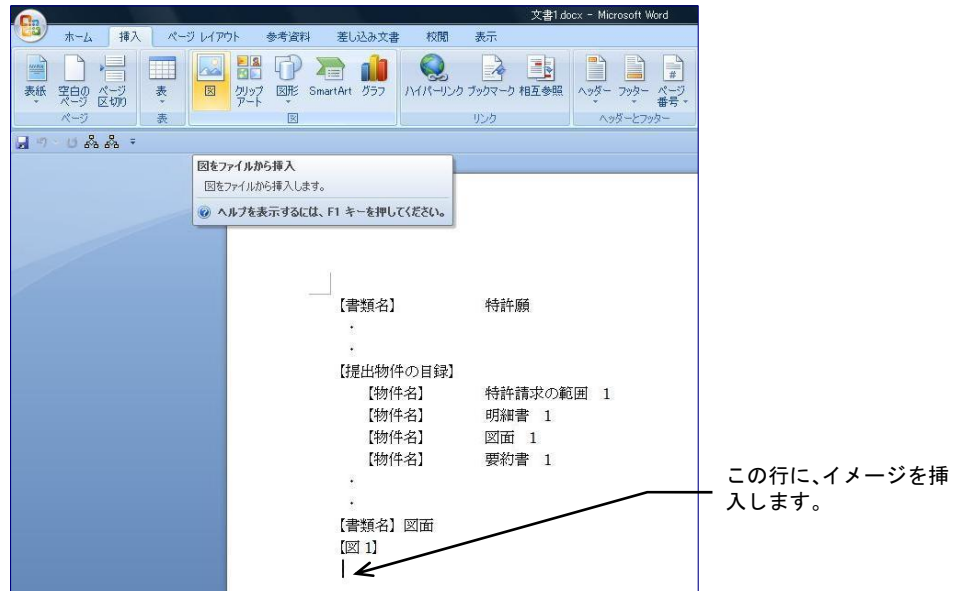 文書1.docx - Microsoft Word
ホーム 挿入 ページ レイアウト 参考資料 差し込み文書 校閲 表示
表紙 空白の ページ ページ 区切り 表 図 クリップ アート 図形 SmartArt グラフ ハイパーリンク ブックマーク 相互参照 ヘッダー フッター ページ 番号
ページ 表 図 リンク ヘッダーとフッター
図をファイルから挿入
図をファイルから挿入します。
ヘルプを表示するには、F1 キーを押してください。
【書類名】 特許願
・
・
【提出物件の目録】
【物件名】 特許請求の範囲 1
【物件名】 明細書 1
【物件名】 図面 1
【物件名】 要約書 1
・
・
【書類名】図面
【図 1】
この行に、イメージを挿
入します。